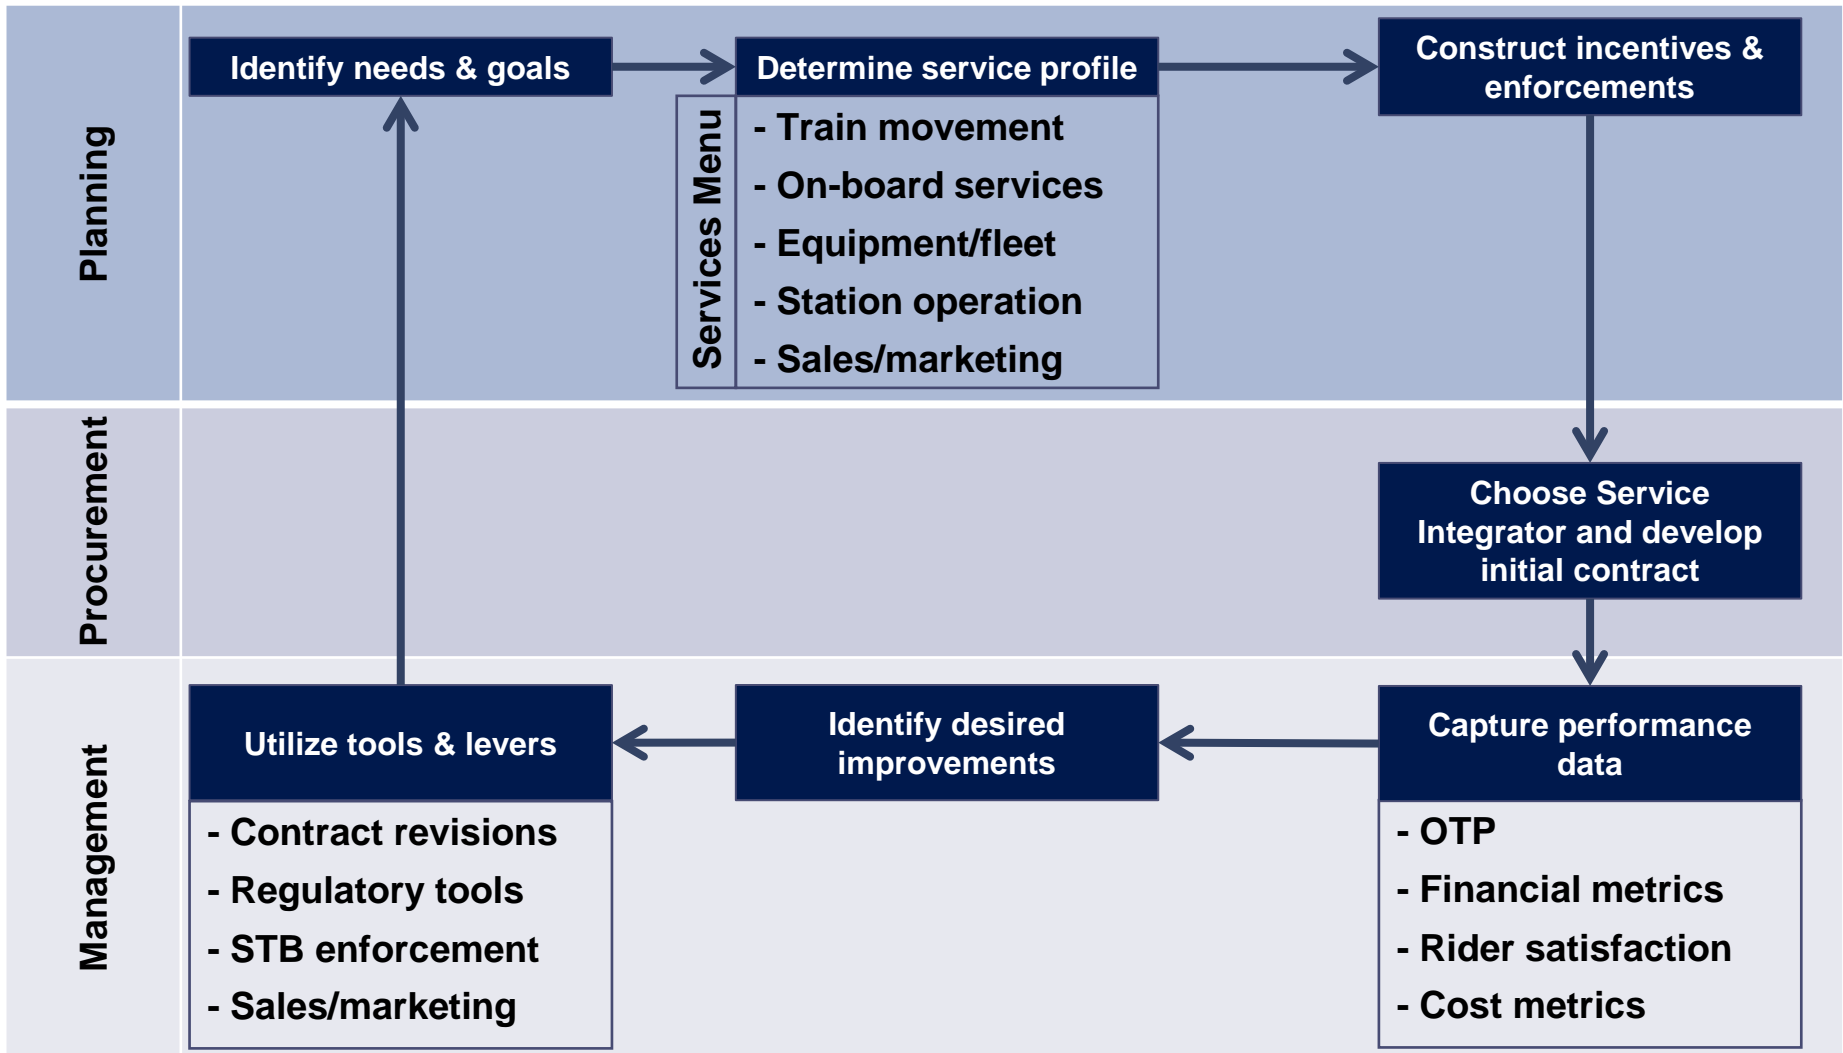 Planning
Identify needs & goals
Determine service profile
Services Menu
- Train movement
- On-board services
- Equipment/fleet
- Station operation
- Sales/marketing
Construct incentives &
enforcements
Procurement
Choose Service
Integrator and develop
initial contract
Management
Utilize tools & levers
- Contract revisions
- Regulatory tools
- STB enforcement
- Sales/marketing
Identify desired
improvements
Capture performance
data
- OTP
- Financial metrics
- Rider satisfaction
- Cost metrics